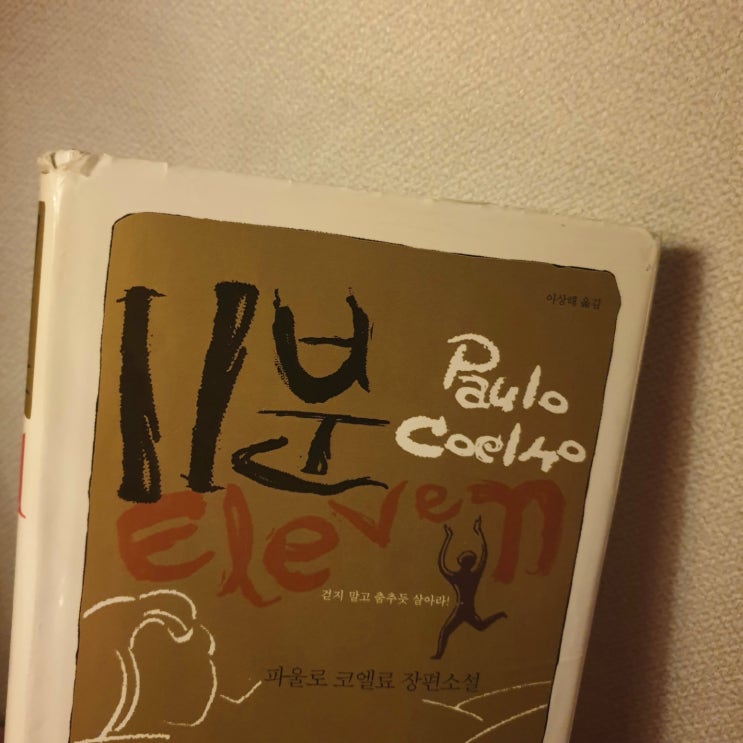 이상해 옮김
11분
Paulo
Coelho
Eleven
걷지 말고 춤추듯 살아라!
파울로 코엘료 장편소설